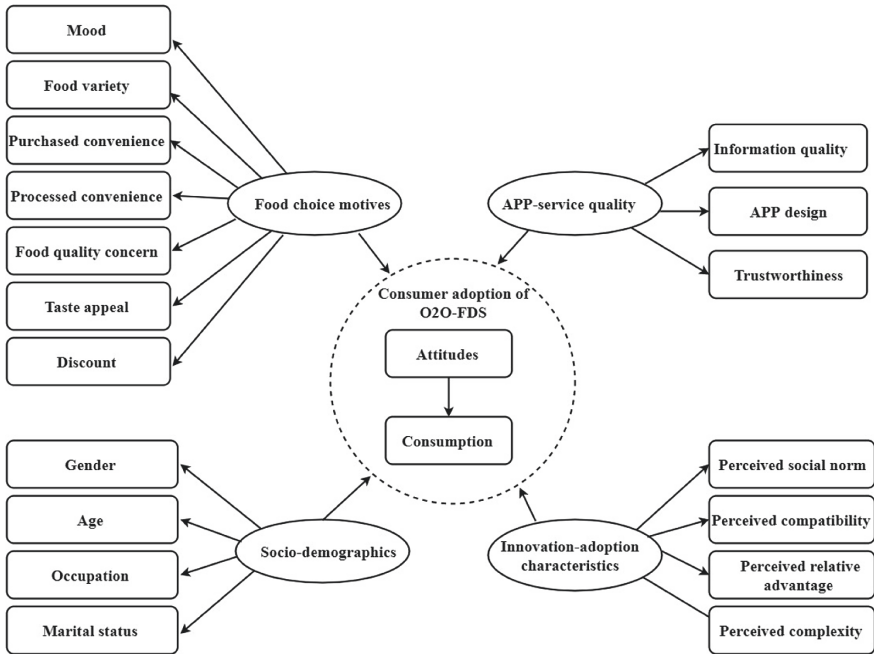 Mood
Food variety
Purchased convenience
Processed convenience
Food quality concern
Taste appeal
Discount
Food choice motives
APP-service quality
Information quality
APP design
Trustworthiness
Consumer adoption of
O2O-FDS
Attitudes
Consumption
Gender
Age
Occupation
Marital status
Socio-demographics
Innovation-adoption
characteristics
Perceived social norm
Perceived compatibility
Perceived relative
advantage
Perceived complexity